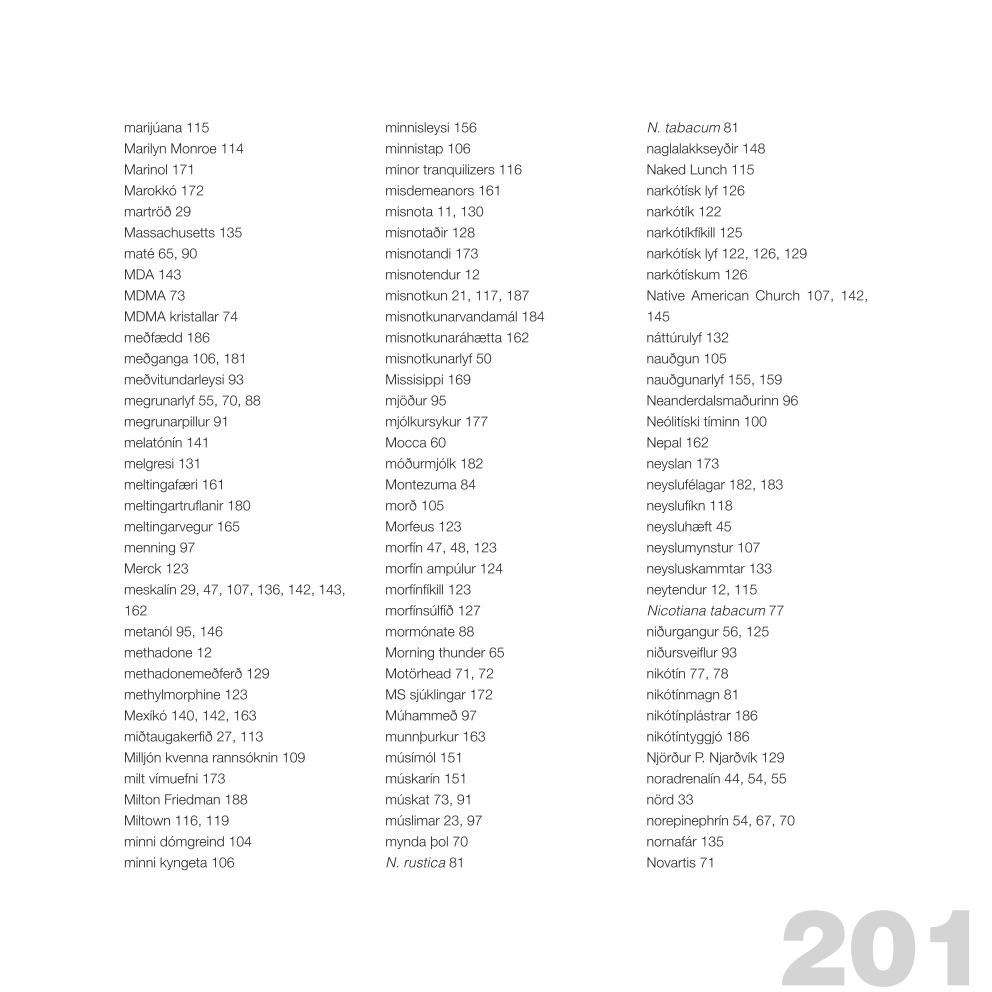 marijúana 115
Marilyn Monroe 114
Marinol 171
Marokkó 172
martröð 29
Massachusetts 135
maté 65, 90
MDA 143
MDMA 73
MDMA kristallar 74
meðfædd 186
meðganga 106, 181
meðvitundarleysi 93
megrunarlyf 55, 70, 88
megrunarpillur 91
melatónín 141
melgresi 131
meltingafæri 161
meltingartruflanir 180
meltingarvegur 165
menning 97
Merck 123
meskalín 29, 47, 107, 136, 142, 143,
162
metanól 95, 146
methadone 12
methadonemeðferð 129
methylmorphine 123
Mexíkó 140, 142, 163
miðtaugakerfið 27, 113
Milljón kvenna rannsóknin 109
milt vímuefni 173
Milton Friedman 188
Miltown 116, 119
minni dómgreind 104
minni kyngeta 106
minnisleysi 156
minnistap 106
minor tranquilizers 116
misdemeanors 161
misnota 11, 130
misnotaðir 128
misnotandi 173
misnotendur 12
misnotkun 21, 117, 187
misnotkunarvandamál 184
misnotkunaráhætta 162
misnotkunarlyf 50
Missisippi 169
mjöður 95
mjólkursykur 177
Mocca 60
móðurmjólk 182
Montezuma 84
morð 105
Morfeus 123
morfín 47, 48, 123
morfín ampúlur 124
morfínfíkill 123
morfínsúlfíð 127
mormónate 88
Morning thunder 65
Motörhead 71, 72
MS sjúklingar 172
Múhammeð 97
munnþurkur 163
músímól 151
múskarín 151
múskat 73, 91
múslimar 23, 97
mynda þol 70
N. rustica 81
N. tabacum 81
naglalakkseyðir 148
Naked Lunch 115
narkótísk lyf 126
narkótík 122
narkótíkfíkill 125
narkótísk lyf 122, 126, 129
narkótískum 126
Native American Church 107, 142,
145
náttúrulyf 132
nauðgun 105
nauðgunarlyf 155, 159
Neanderdalsmaðurinn 96
Neólitíski tíminn 100
Nepal 162
neyslan 173
neyslufélagar 182, 183
neyslufíkn 118
neysluhæft 45
neyslumynstur 107
neysluskammtar 133
neytendur 12, 115
Nicotiana tabacum 77
niðurgangur 56, 125
niðursveiflur 93
nikótín 77, 78
nikótínmagn 81
nikótínplástrar 186
nikótíntyggjó 186
Njörður P. Njarðvík 129
noradrenalín 44, 54, 55
nörd 33
norepinephrín 54, 67, 70
nornafár 135
Novartis 71
201